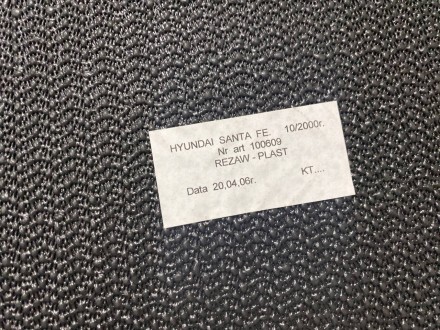 HYUNDAI SANTA FE. 10/2000r.
Nr art 100609
REZAW - PLAST
Data 20,04,06r. KT....